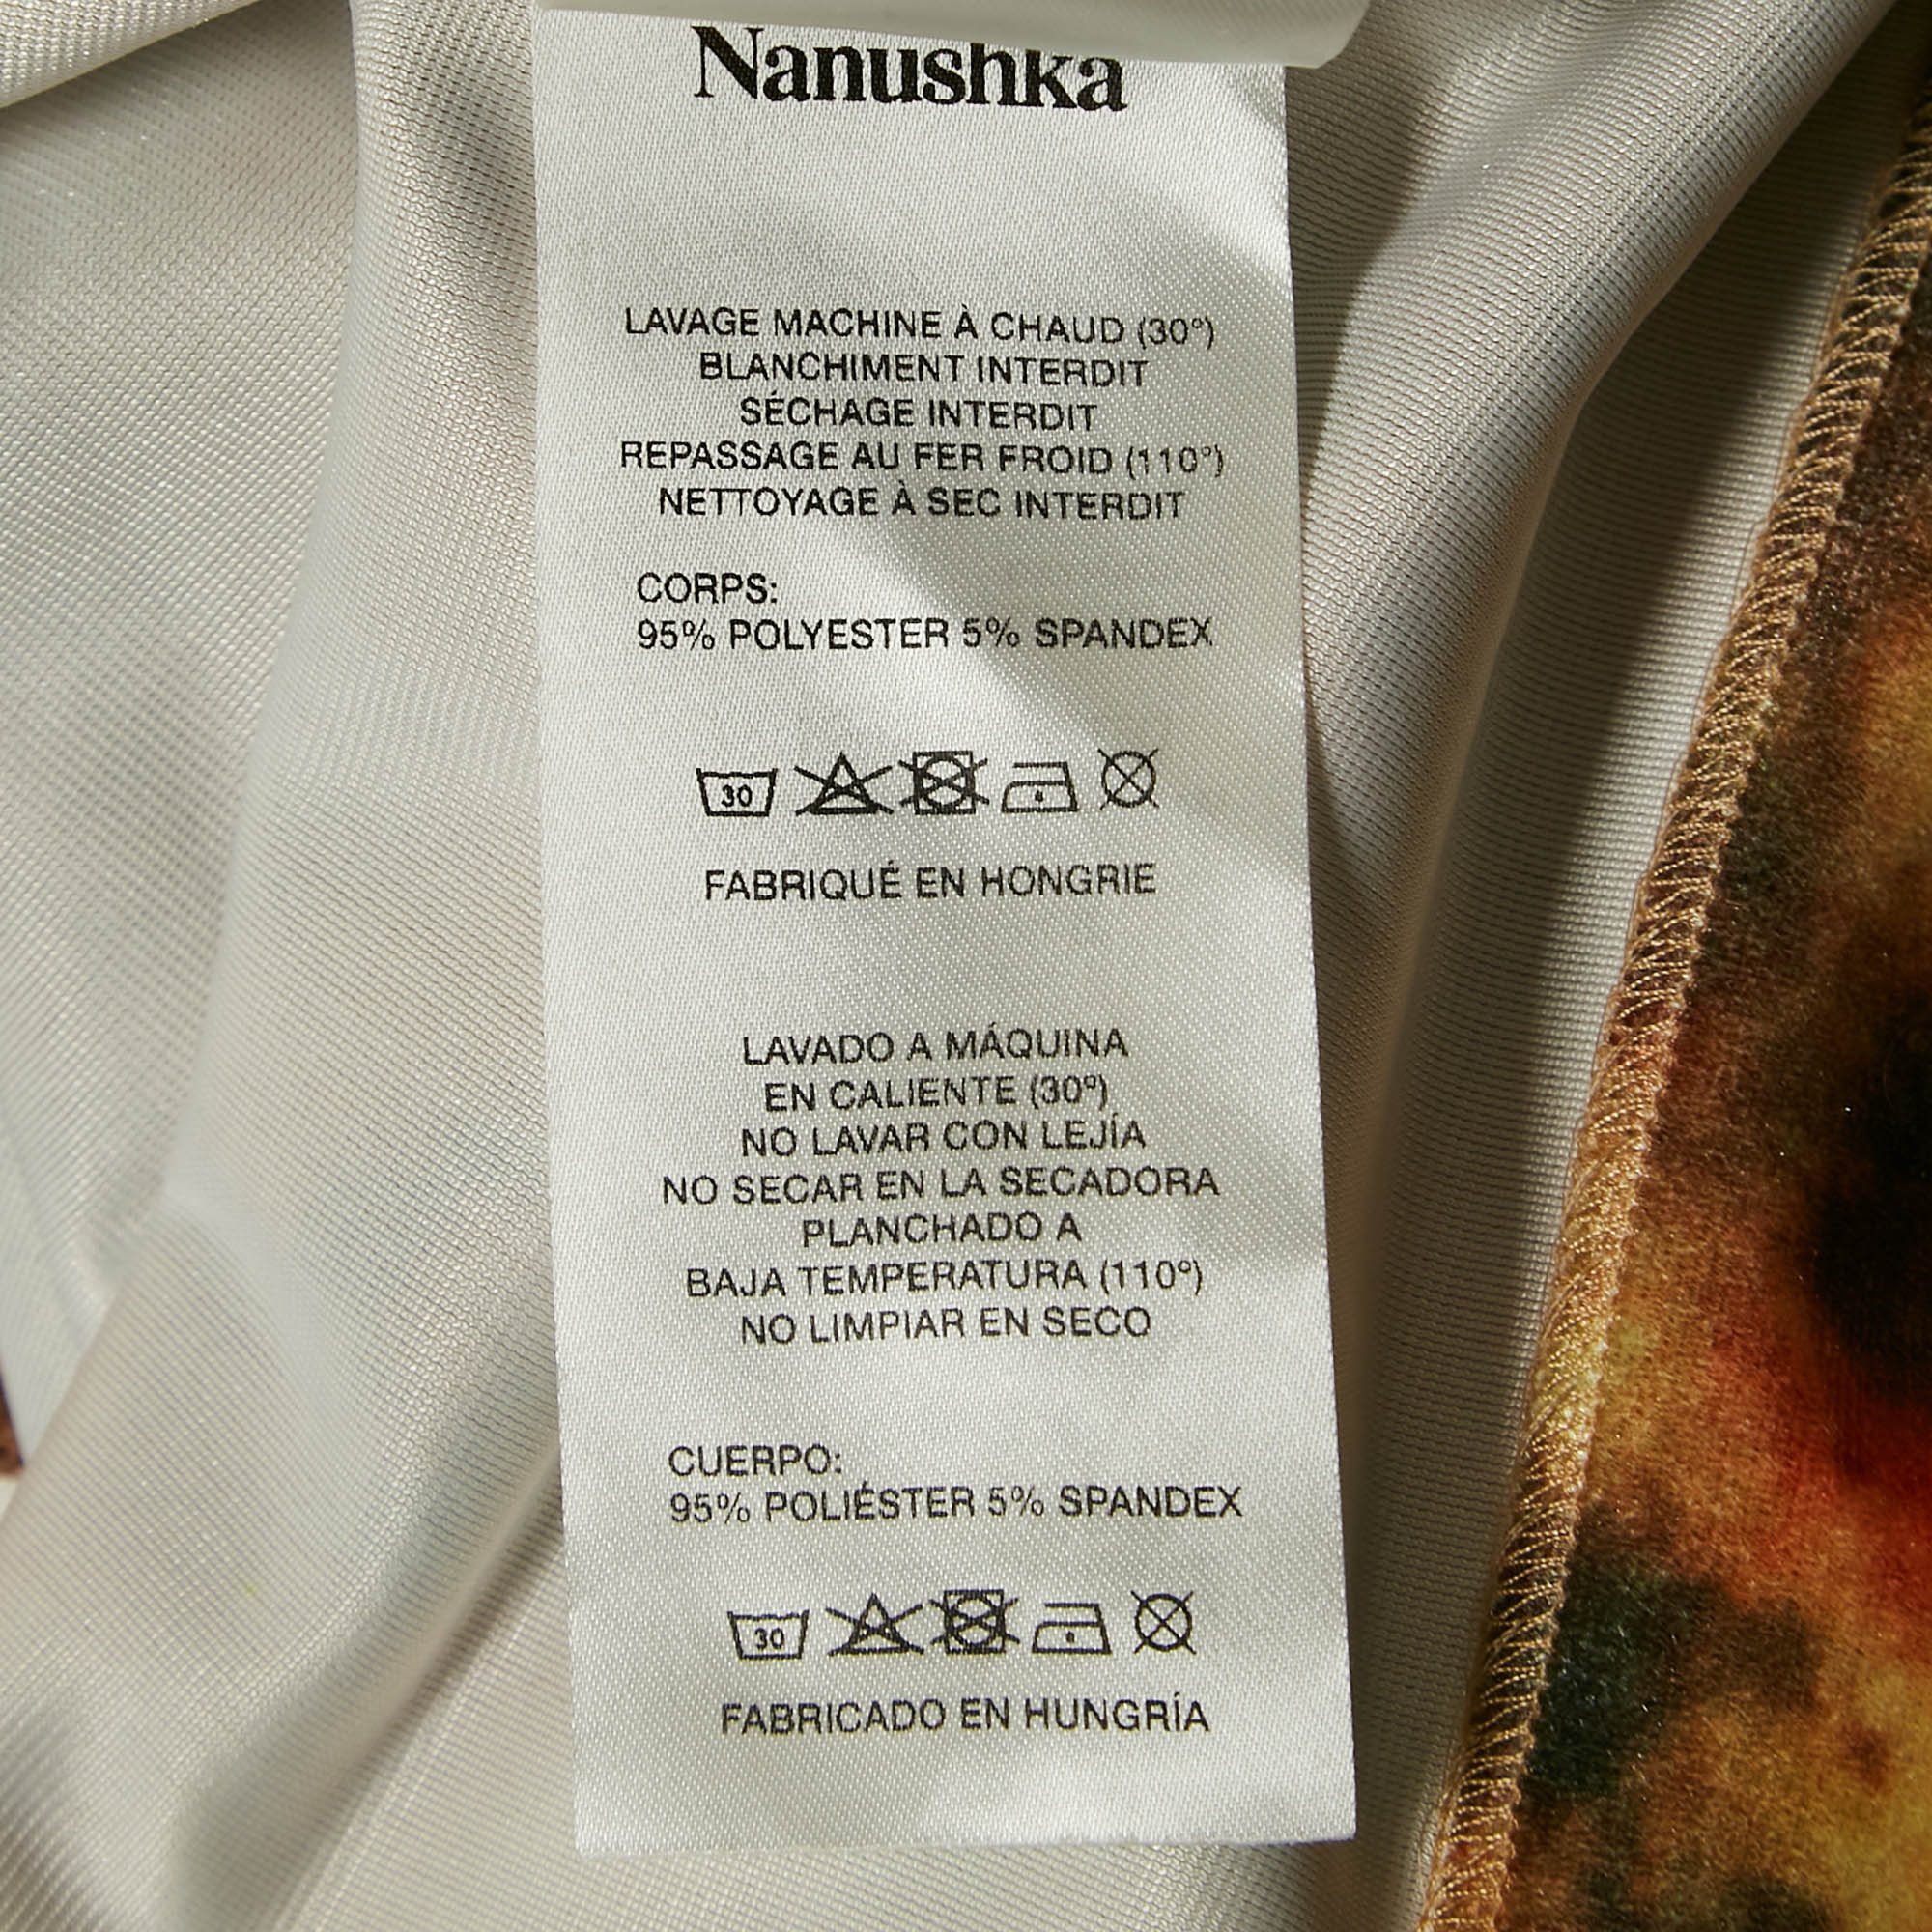 Nanushka
LAVAGE MACHINE À CHAUD (30°)
BLANCHIMENT INTERDIT
SÉCHAGE INTERDIT
REPASSAGE AU FER FROID (110°)
NETTOYAGE À SEC INTERDIT
CORPS:
95% POLYESTER 5% SPANDEX
30
FABRIQUÉ EN HONGRIE
LAVADO A MÁQUINA
EN CALIENTE (30º)
NO LAVAR CON LEJÍA
NO SECAR EN LA SECADORA
PLANCHADO A
BAJA TEMPERATURA (110º)
NO LIMPIAR EN SECO
CUERPO:
95% POLIÉSTER 5% SPANDEX
30
FABRICADO EN HUNGRÍA